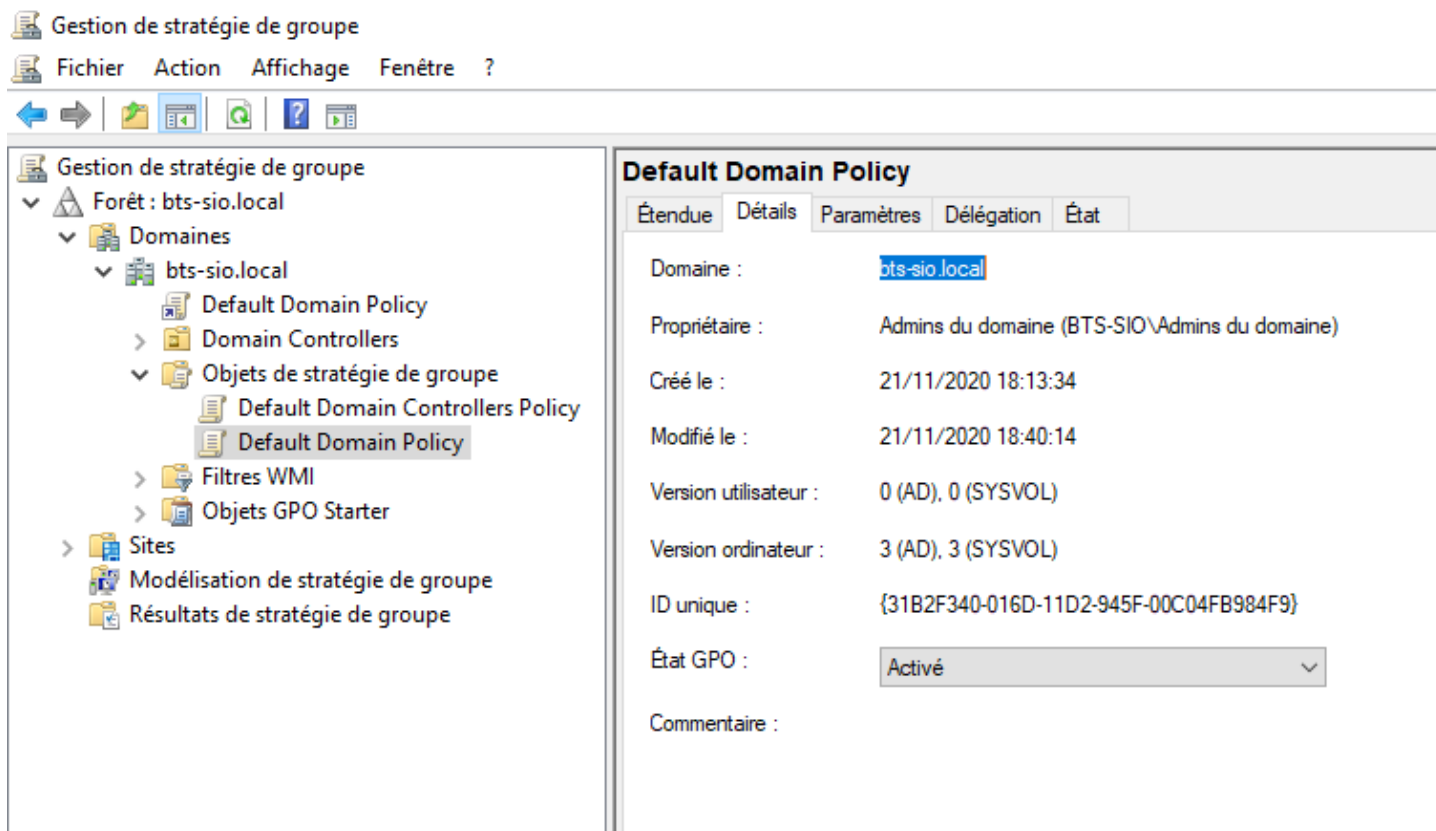 Gestion de stratégie de groupe
Fichier Action Affichage Fenêtre ?
Gestion de stratégie de groupe
Forêt : bts-sio.local
Domaines
bts-sio.local
Default Domain Policy
Domain Controllers
Objets de stratégie de groupe
Default Domain Controllers Policy
Default Domain Policy
Filtres WMI
Objets GPO Starter
Sites
Modélisation de stratégie de groupe
Résultats de stratégie de groupe
Default Domain Policy
Étendue Détails Paramètres Délégation État
Domaine : bts-sio.local
Propriétaire : Admins du domaine (BTS-SIO\Admins du domaine)
Créé le : 21/11/2020 18:13:34
Modifié le : 21/11/2020 18:40:14
Version utilisateur : 0 (AD), 0 (SYSVOL)
Version ordinateur : 3 (AD), 3 (SYSVOL)
ID unique : {31B2F340-016D-11D2-945F-00C04FB984F9}
État GPO : Activé
Commentaire :